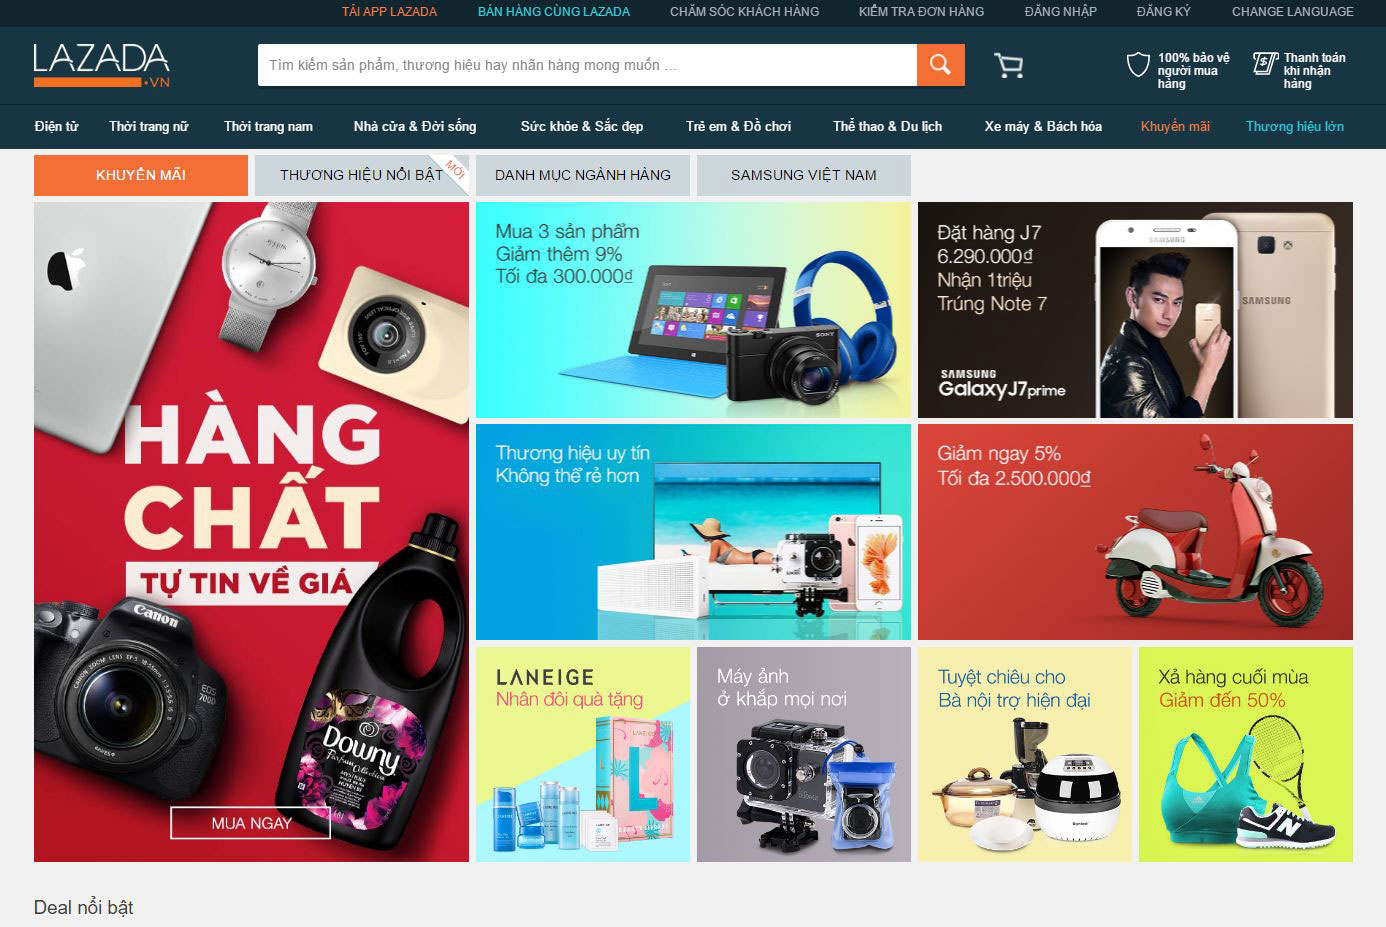 TẢI APP LAZADA
BÁN HÀNG CÙNG LAZADA
CHĂM SÓC KHÁCH HÀNG
KIỂM TRA ĐƠN HÀNG
ĐĂNG NHẬP
ĐĂNG KÝ
CHANGE LANGUAGE
LAZADA
.VN
Tìm kiếm sản phẩm, thương hiệu hay nhãn hàng mong muốn ...
100% bảo vệ
người mua
hàng
Thanh toán
khi nhận
hàng
Điện tử
Thời trang nữ
Thời trang nam
Nhà cửa & Đời sống
Sức khỏe & Sắc đẹp
Trẻ em & Đồ chơi
Thể thao & Du lịch
Xe máy & Bách hóa
Khuyến mãi
Thương hiệu lớn
KHUYẾN MÃI
THƯƠNG HIỆU NỔI BẬT
MỚI
DANH MỤC NGÀNH HÀNG
SAMSUNG VIỆT NAM
HÀNG
CHẤT
TỰ TIN VỀ GIÁ
Canon
EOS
700D
Downy
Parfum Collection
MUA NGAY
Mua 3 sản phẩm
Giảm thêm 9%
Tối đa 300.000₫
SONY
Đặt hàng J7
6.290.000₫
Nhận 1triệu
Trúng Note 7
SAMSUNG
GalaxyJ7prime
SAMSUNG
SAMSUNG
Thương hiệu uy tín
Không thể rẻ hơn
Giảm ngay 5%
Tối đa 2.500.000₫
LANEIGE
Nhân đôi quà tặng
Máy ảnh
ở khắp mọi nơi
Tuyệt chiêu cho
Bà nội trợ hiện đại
Xả hàng cuối mùa
Giảm đến 50%
Deal nổi bật